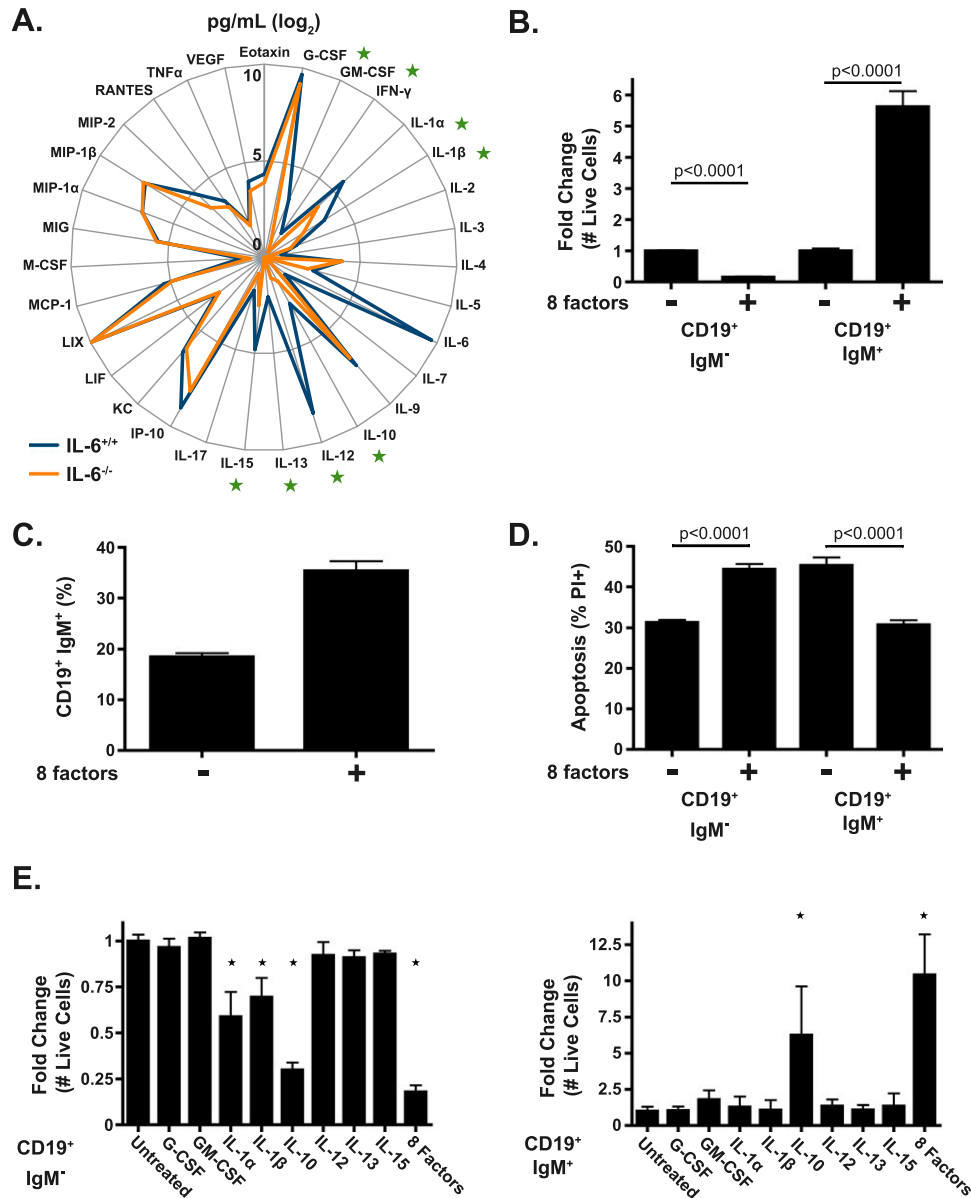 A.
pg/mL (log2)
Eotaxin
G-CSF ★
GM-CSF ★
IFN-γ
IL-1α ★
IL-1β ★
IL-2
IL-3
IL-4
IL-5
IL-6
IL-7
IL-9
IL-10 ★
IL-12 ★
IL-13 ★
IL-15 ★
IL-17
IP-10
KC
LIF
LIX
MCP-1
M-CSF
MIG
MIP-1α
MIP-1β
MIP-2
RANTES
TNFα
VEGF
10
5
0
IL-6+/+
IL-6-/-
B.
Fold Change
(# Live Cells)
6
5
4
3
2
1
0
p<0.0001
p<0.0001
8 factors - + - +
CD19+ CD19+
IgM- IgM+
C.
CD19+ IgM+ (%)
40
30
20
10
0
8 factors - +
D.
Apoptosis (% PI+)
50
40
30
20
10
0
p<0.0001 p<0.0001
8 factors - + - +
CD19+ CD19+
IgM- IgM+
E.
Fold Change
(# Live Cells)
1
0.75
0.5
0.25
0
★ ★ ★ ★
Untreated
G-CSF
GM-CSF
IL-1α
IL-1β
IL-10
IL-12
IL-13
IL-15
8 Factors
CD19+
IgM-
Fold Change
(# Live Cells)
12.5
10
7.5
5
2.5
0
★ ★
Untreated
G-CSF
GM-CSF
IL-1α
IL-1β
IL-10
IL-12
IL-13
IL-15
8 Factors
CD19+
IgM+